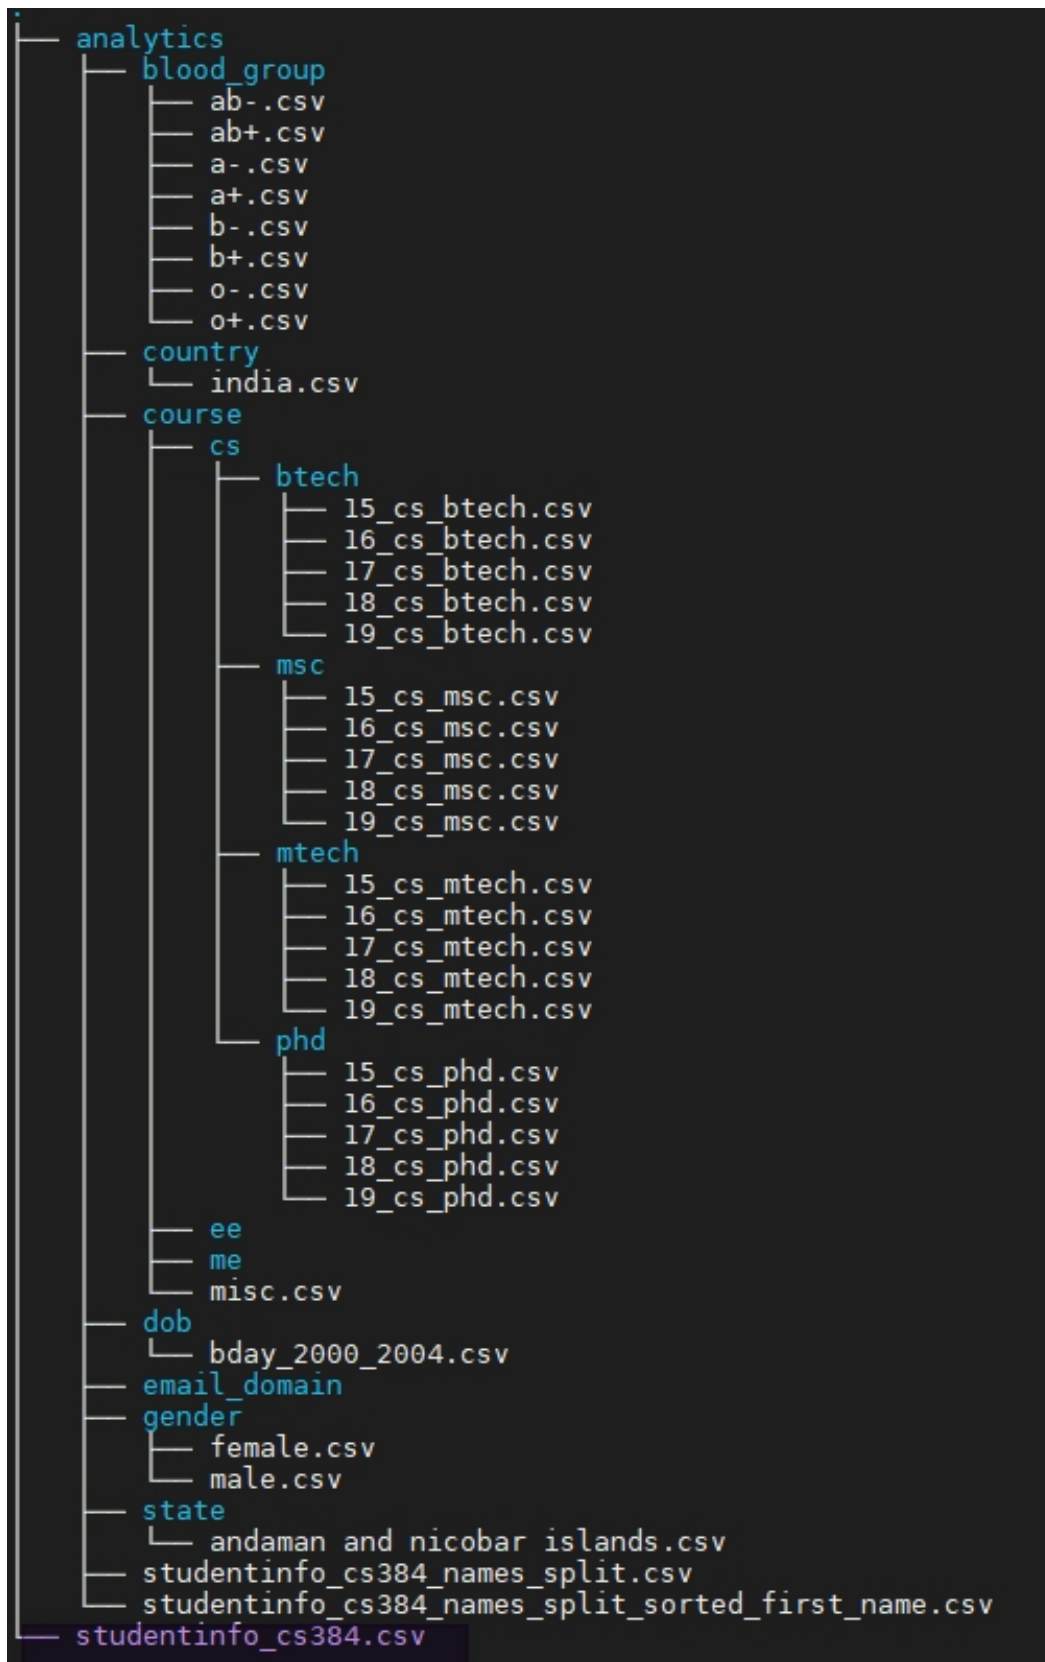 .
├── analytics
│   ├── blood_group
│   │   ├── ab-.csv
│   │   ├── ab+.csv
│   │   ├── a-.csv
│   │   ├── a+.csv
│   │   ├── b-.csv
│   │   ├── b+.csv
│   │   ├── o-.csv
│   │   └── o+.csv
│   ├── country
│   │   └── india.csv
│   ├── course
│   │   ├── cs
│   │   │   ├── btech
│   │   │   │   ├── 15_cs_btech.csv
│   │   │   │   ├── 16_cs_btech.csv
│   │   │   │   ├── 17_cs_btech.csv
│   │   │   │   ├── 18_cs_btech.csv
│   │   │   │   └── 19_cs_btech.csv
│   │   │   ├── msc
│   │   │   │   ├── 15_cs_msc.csv
│   │   │   │   ├── 16_cs_msc.csv
│   │   │   │   ├── 17_cs_msc.csv
│   │   │   │   ├── 18_cs_msc.csv
│   │   │   │   └── 19_cs_msc.csv
│   │   │   ├── mtech
│   │   │   │   ├── 15_cs_mtech.csv
│   │   │   │   ├── 16_cs_mtech.csv
│   │   │   │   ├── 17_cs_mtech.csv
│   │   │   │   ├── 18_cs_mtech.csv
│   │   │   │   └── 19_cs_mtech.csv
│   │   │   └── phd
│   │   │       ├── 15_cs_phd.csv
│   │   │       ├── 16_cs_phd.csv
│   │   │       ├── 17_cs_phd.csv
│   │   │       ├── 18_cs_phd.csv
│   │   │       └── 19_cs_phd.csv
│   │   ├── ee
│   │   ├── me
│   │   └── misc.csv
│   ├── dob
│   │   └── bday_2000_2004.csv
│   ├── email_domain
│   ├── gender
│   │   ├── female.csv
│   │   └── male.csv
│   ├── state
│   │   └── andaman and nicobar islands.csv
│   ├── studentinfo_cs384_names_split.csv
│   └── studentinfo_cs384_names_split_sorted_first_name.csv
└── studentinfo_cs384.csv